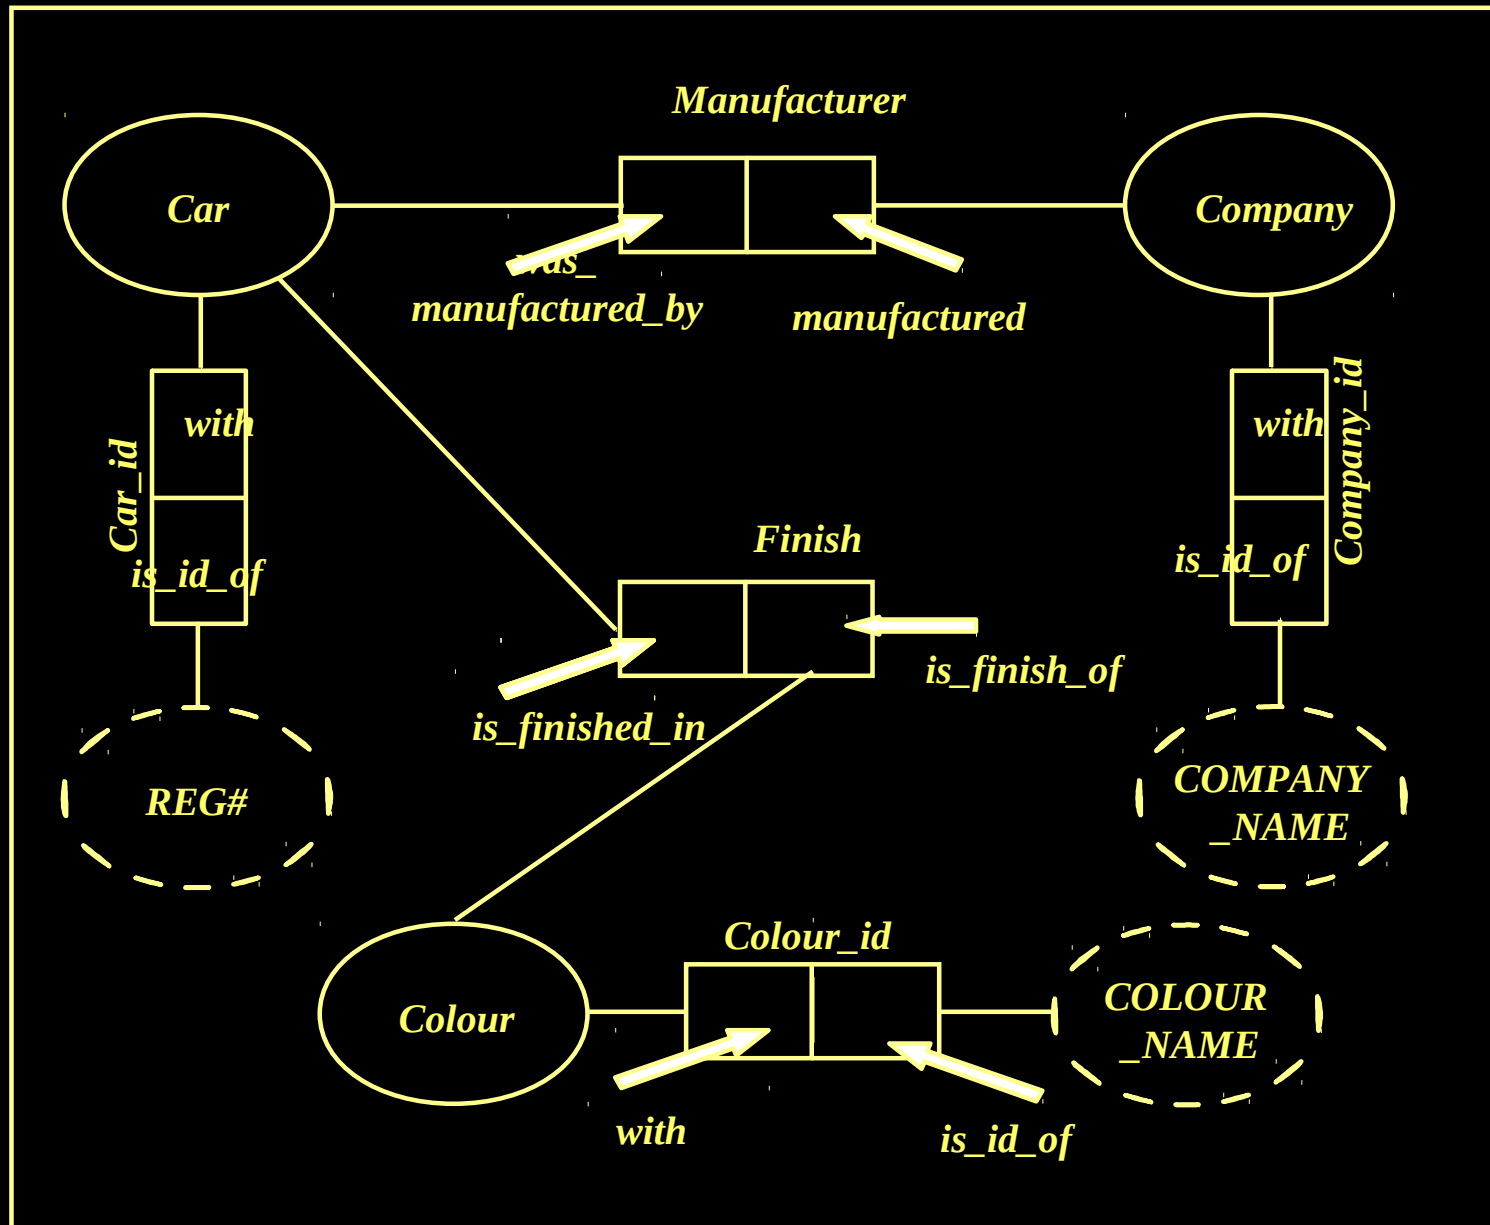 Manufacturer
Car
Company
was_
manufactured_by
manufactured
with
Car_id
is_id_of
with
Company_id
is_id_of
Finish
is_finish_of
is_finished_in
REG#
COMPANY
_NAME
Colour_id
Colour
COLOUR
_NAME
with
is_id_of